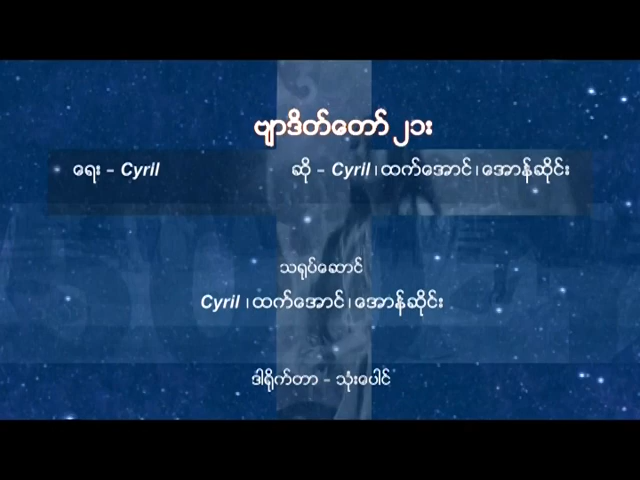 ဗျာဒိတ်တော် ၂၁း
ရေး - Cyril ဆို - Cyril ၊ ထက်အောင် ၊ အောန်ဆိုင်း
သရုပ်ဆောင်
Cyril ၊ ထက်အောင် ၊ အောန်ဆိုင်း
ဒါရိုက်တာ - သုံးပေါင်